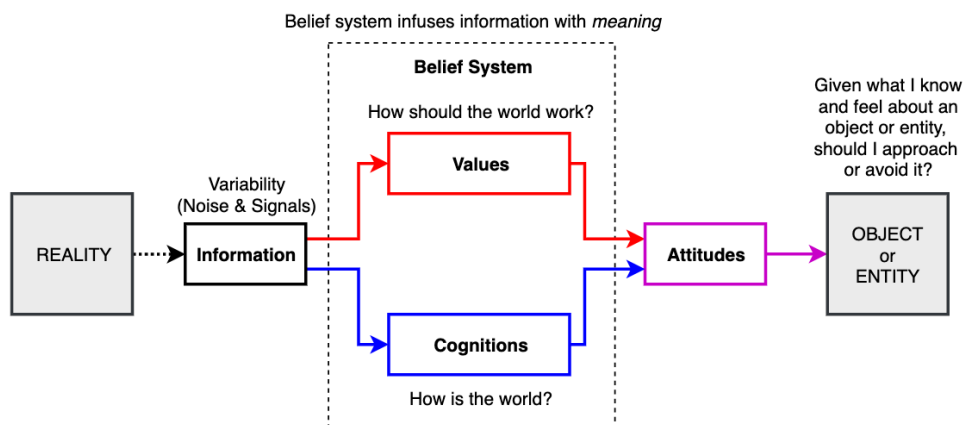 Belief system infuses information with meaning
Belief System
How should the world work?
Values
Given what I know
and feel about an
object or entity,
should I approach
or avoid it?
Variability
(Noise & Signals)
REALITY
Information
Attitudes
OBJECT
or
ENTITY
Cognitions
How is the world?